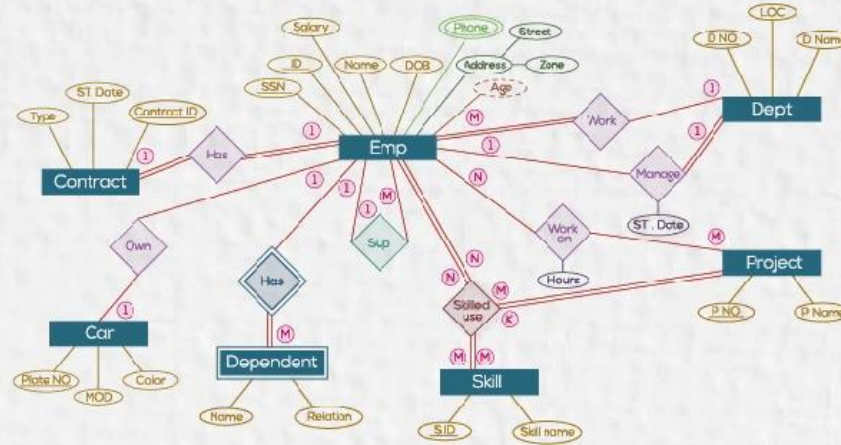 Salary
Phone
Street
LOC
D NO
D Name
ID
Name
DOB
Address
Zone
SSN
Age
ST. Date
Type
Contract ID
M
Work
1
Dept
1
1
Has
1
Emp
1
1
Contract
1
1
M
N
Manage
Own
1
Sup
Work
on
ST . Date
M
Has
N
N
Hours
Project
1
M
Skilled
use
K
P NO
P Name
Car
M
Dependent
M
M
Plate NO
Color
MOD
Skill
Name
Relation
S.ID
Skill name